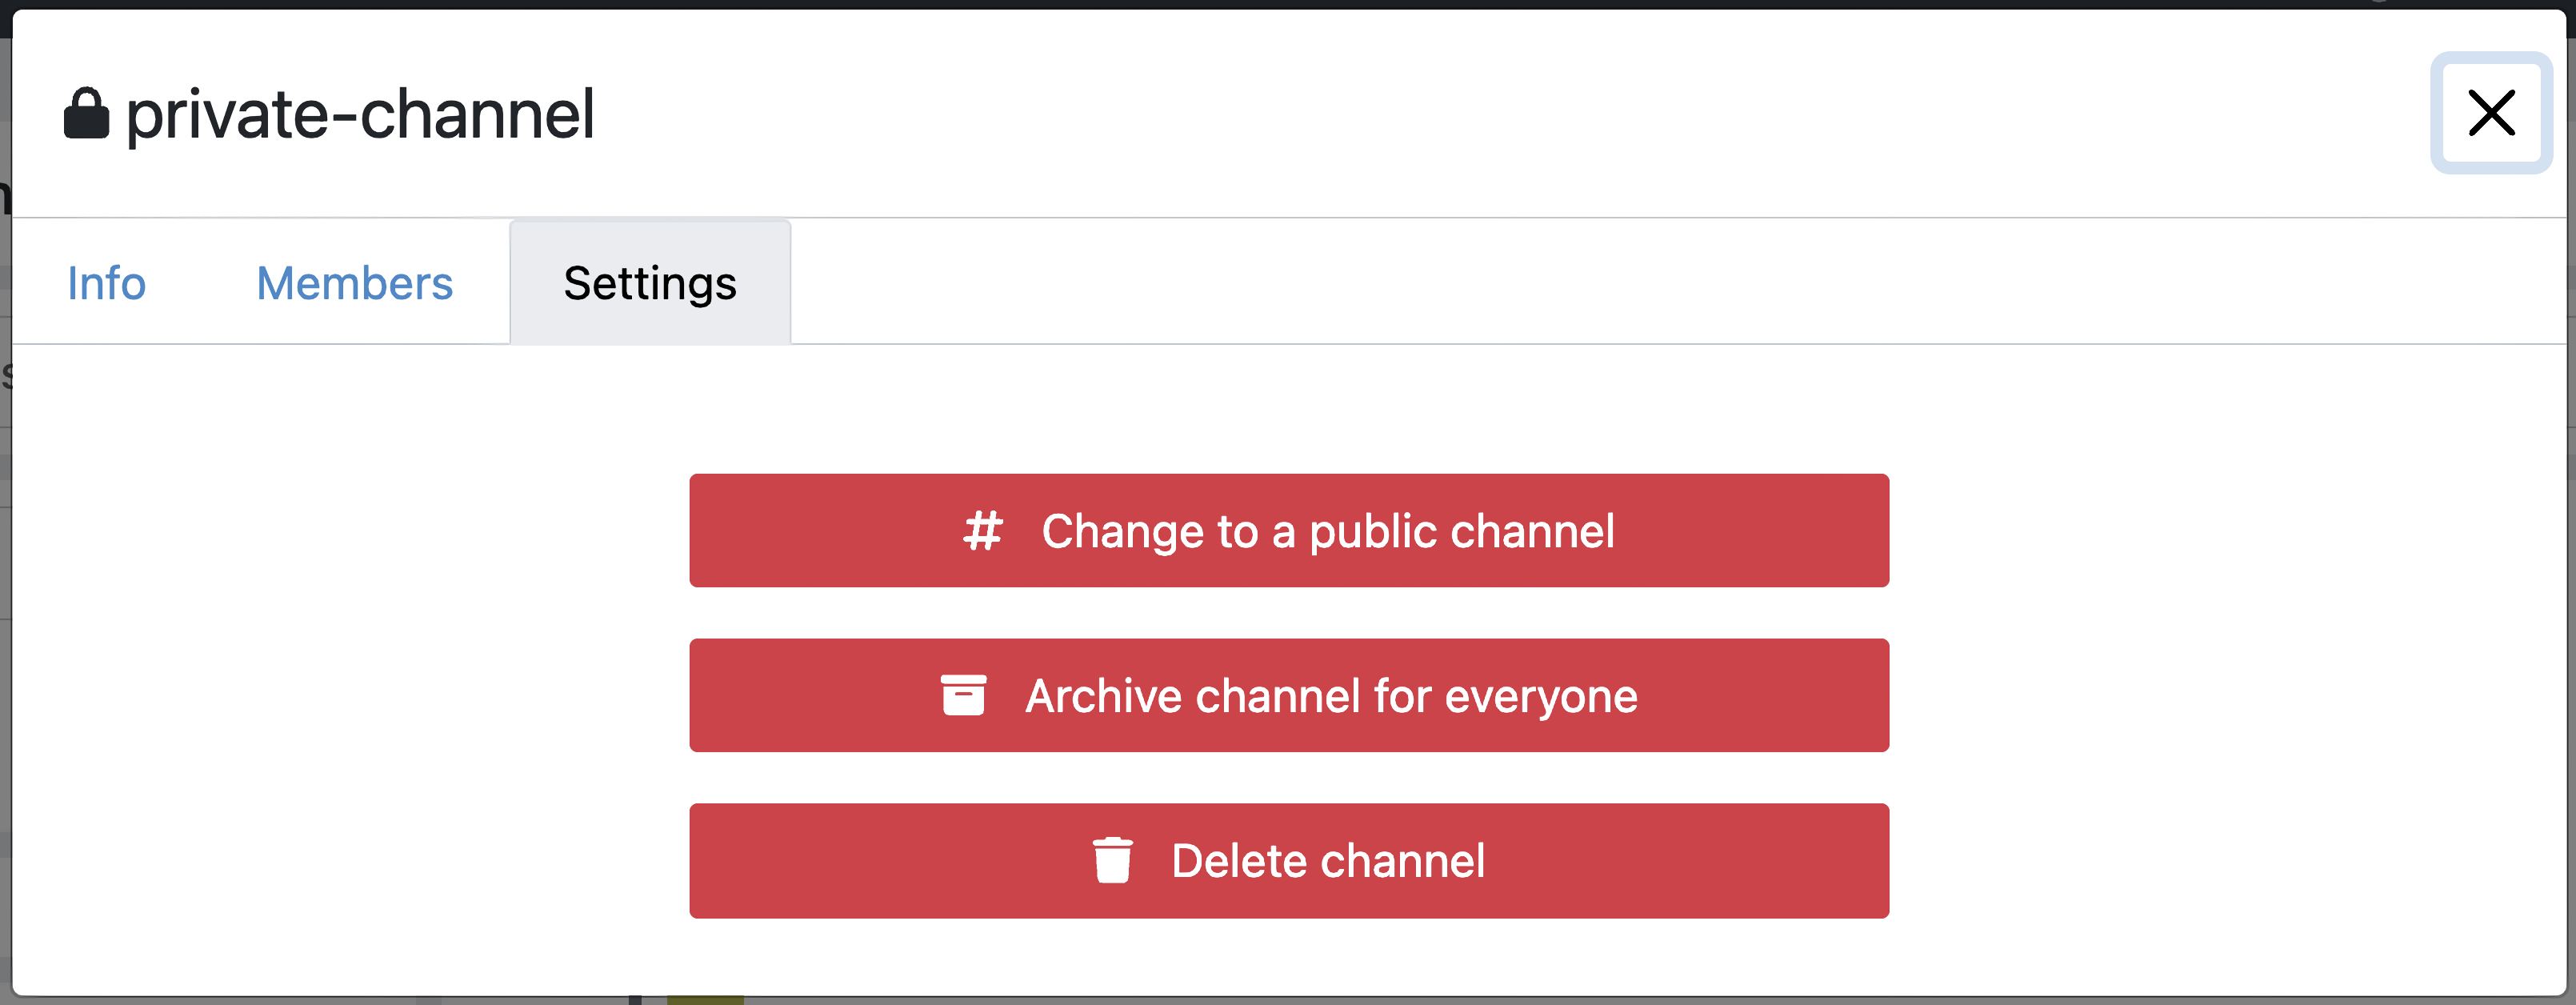 private-channel
Info Members Settings
# Change to a public channel
Archive channel for everyone
Delete channel